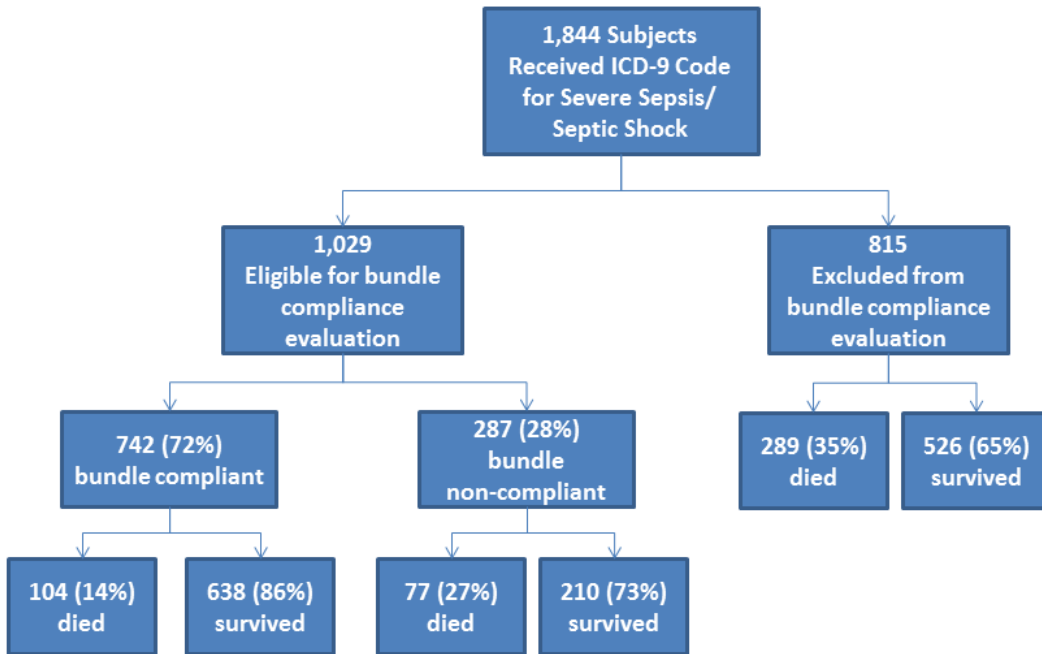 1,844 Subjects
Received ICD-9 Code
for Severe Sepsis/
Septic Shock
1,029
Eligible for bundle
compliance
evaluation
815
Excluded from
bundle compliance
evaluation
742 (72%)
bundle compliant
287 (28%)
bundle
non-compliant
289 (35%)
died
526 (65%)
survived
104 (14%)
died
638 (86%)
survived
77 (27%)
died
210 (73%)
survived